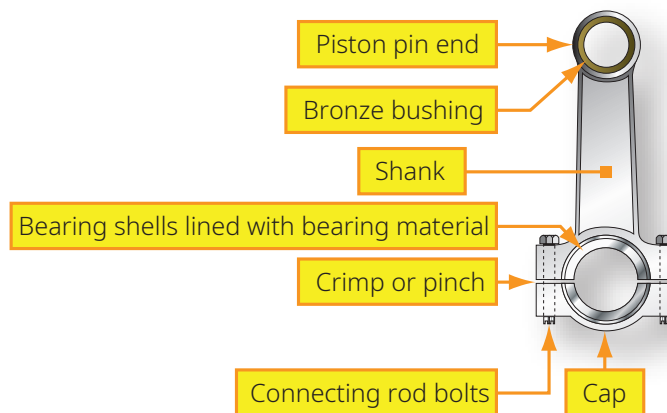 Piston pin end
Bronze bushing
Shank
Bearing shells lined with bearing material
Crimp or pinch
Connecting rod bolts
Cap